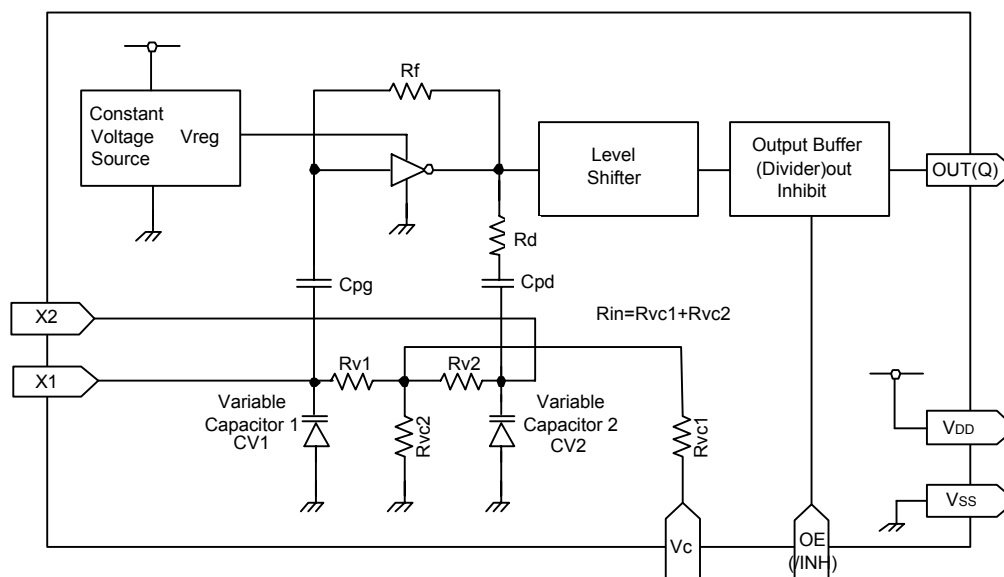 Rf
Constant
Voltage Vreg
Source
Level
Shifter
Output Buffer
(Divider)out
Inhibit
OUT(Q)
Rd
Cpg
Cpd
X2
Rin=Rvc1+Rvc2
X1
Rv1
Rv2
Variable
Capacitor 1
CV1
Rvc2
Variable
Capacitor 2
CV2
Rvc1
VDD
VSS
Vc
OE
(/INH)